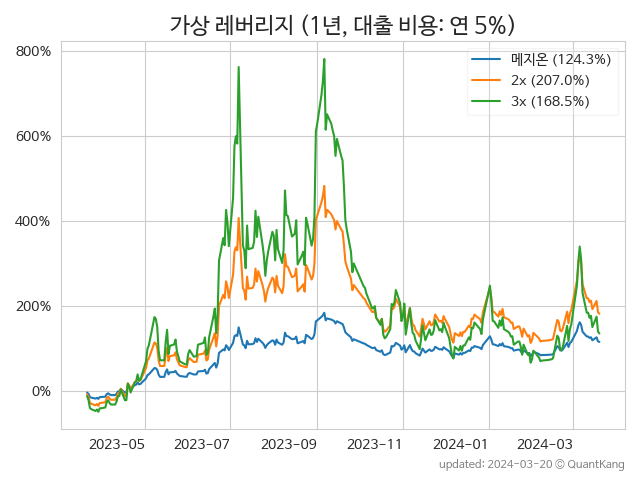 가상 레버리지 (1년, 대출 비용: 연 5%)
800%
600%
400%
200%
0%
메지온 (124.3%)
2x (207.0%)
3x (168.5%)
2023-05
2023-07
2023-09
2023-11
2024-01
2024-03
updated: 2024-03-20 © QuantKang